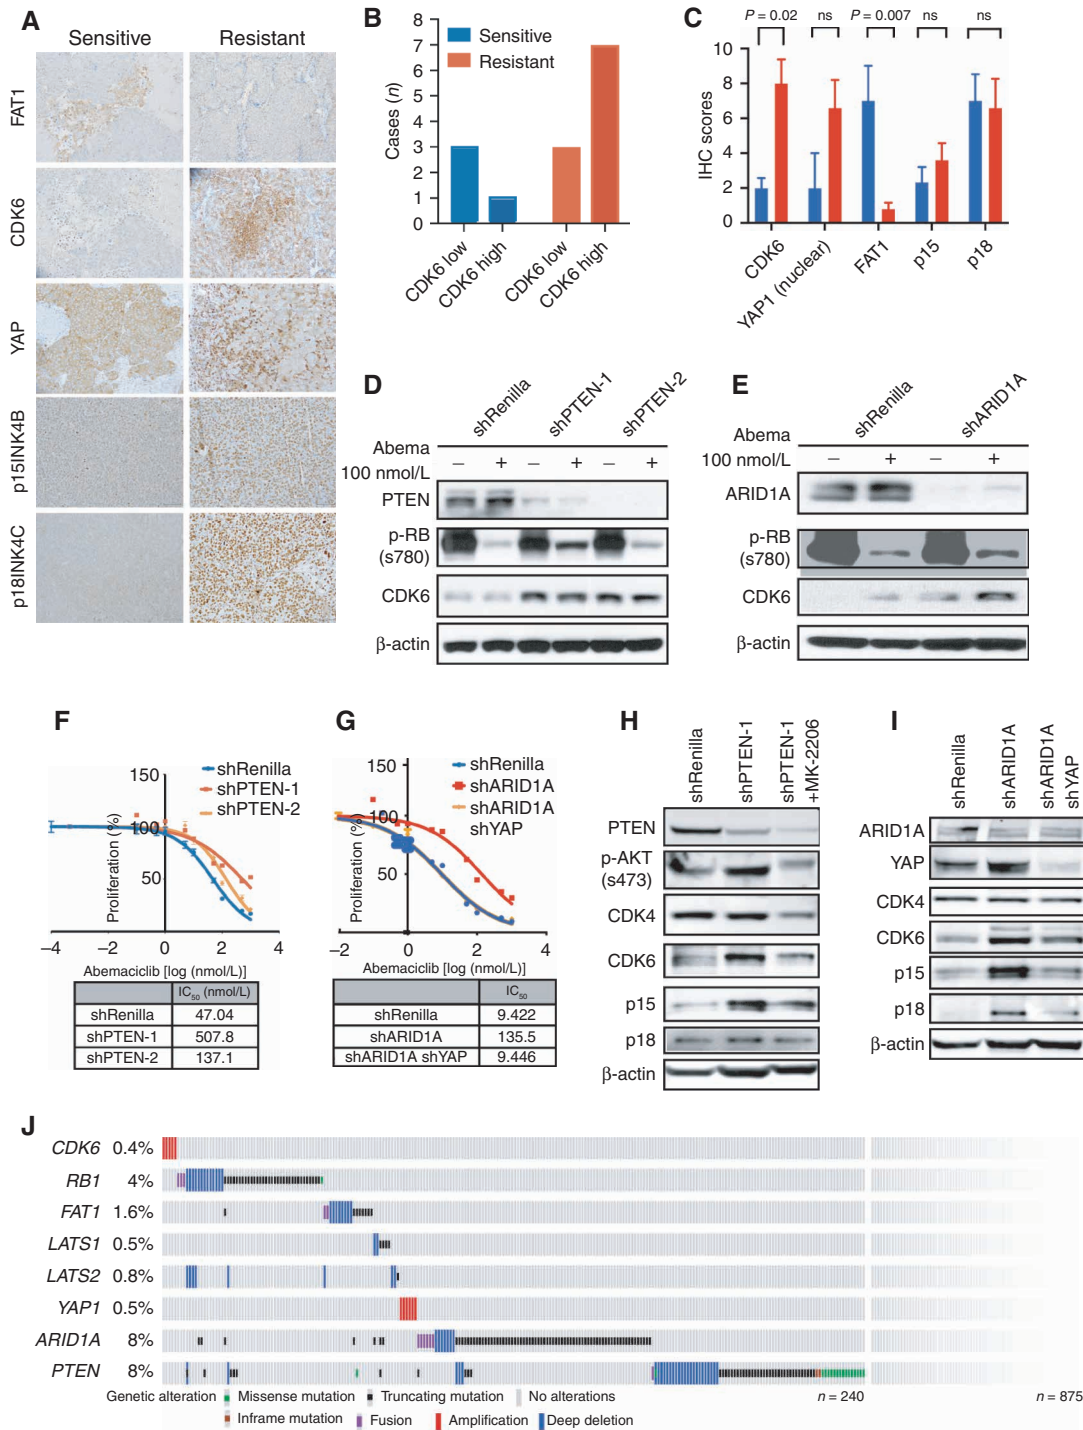 A
Sensitive
Resistant
FAT1
CDK6
YAP
p15INK4B
p18INK4C
B
Sensitive
Resistant
Cases (n)
8
7
6
5
4
3
2
1
0
CDK6 low
CDK6 high
CDK6 low
CDK6 high
C
P = 0.02
ns
P = 0.007
ns
ns
IHC scores
10
8
6
4
2
0
CDK6
YAP1 (nuclear)
FAT1
p15
p18
D
shRenilla
shPTEN-1
shPTEN-2
Abema
100 nmol/L
– + – + – +
PTEN
p-RB
(s780)
CDK6
β-actin
E
shRenilla
shARID1A
Abema
100 nmol/L
– + – +
ARID1A
p-RB
(s780)
CDK6
β-actin
F
shRenilla
shPTEN-1
shPTEN-2
Proliferation (%)
150
100
50
–4 –2 0 2 4
Abemaciclib [log (nmol/L)]
IC50 (nmol/L)
shRenilla 47.04
shPTEN-1 507.8
shPTEN-2 137.1
G
shRenilla
shARID1A
shARID1A
shYAP
Proliferation (%)
150
100
50
–2 0 2 4
Abemaciclib [log (nmol/L)]
IC50
shRenilla 9.422
shARID1A 135.5
shARID1A shYAP 9.446
H
shRenilla
shPTEN-1
shPTEN-1
+MK-2206
PTEN
p-AKT
(s473)
CDK4
CDK6
p15
p18
β-actin
I
shRenilla
shARID1A
shARID1A
shYAP
ARID1A
YAP
CDK4
CDK6
p15
p18
β-actin
J
CDK6 0.4%
RB1 4%
FAT1 1.6%
LATS1 0.5%
LATS2 0.8%
YAP1 0.5%
ARID1A 8%
PTEN 8%
Genetic alteration Missense mutation Truncating mutation No alterations n = 240 n = 875
Inframe mutation Fusion Amplification Deep deletion